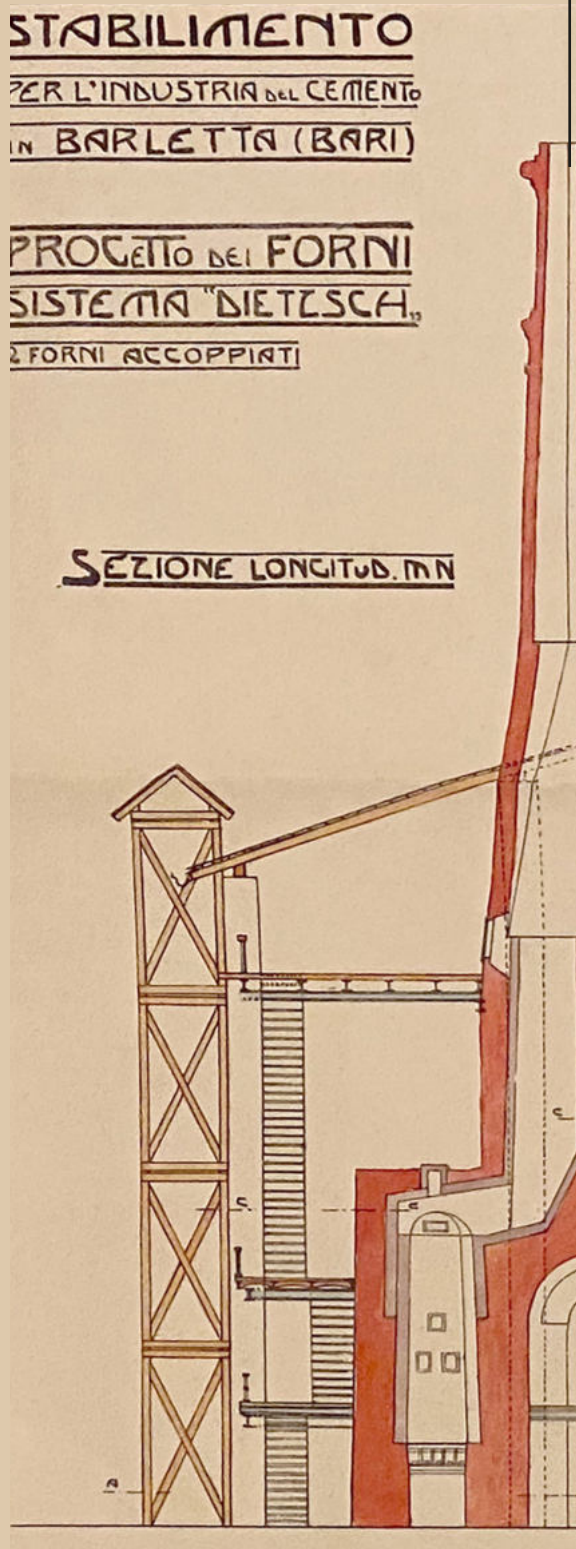 STABILIMENTO
PER L'INDUSTRIA DEL CEMENTO
IN BARLETTA (BARI)
PROGETTO DEI FORNI
SISTEMA "DIETZSCH"
2 FORNI ACCOPPIATI
SEZIONE LONGITUD. MN
C
C
C
A